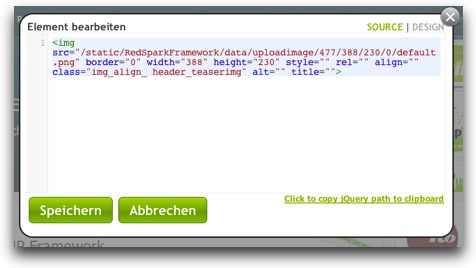 Element bearbeiten
SOURCE | DESIGN
1 <img
src="/static/RedSparkFramework/data/uploadimage/477/388/230/0/default
.png" border="0" width="388" height="230" style="" rel="" align=""
class="img_align_ header_teaserimg" alt="" title="">
Click to copy jQuery path to clipboard
Speichern Abbrechen
Framework